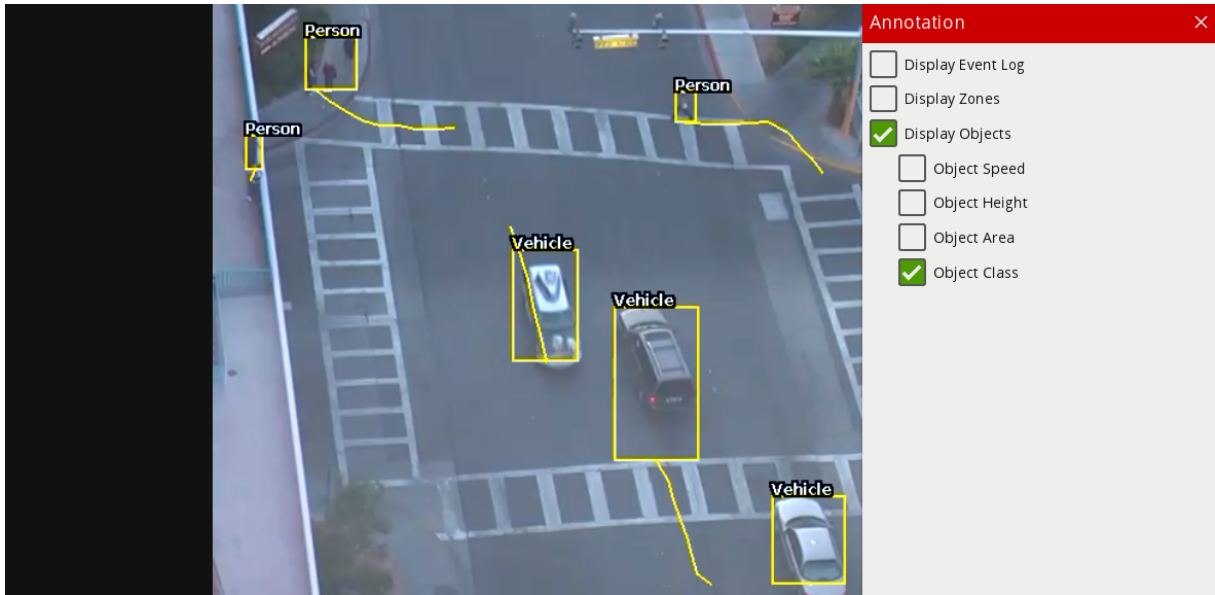 Person
Person
Person
Vehicle
Vehicle
Vehicle
Annotation
Display Event Log
Display Zones
Display Objects
Object Speed
Object Height
Object Area
Object Class